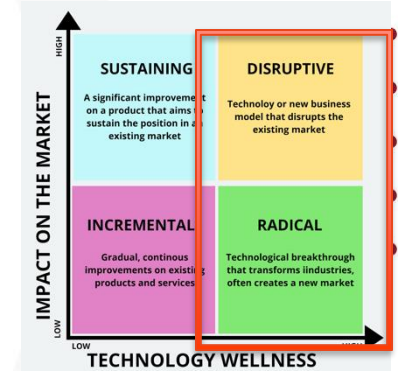 HIGH
IMPACT ON THE MARKET
LOW
SUSTAINING
A significant improvement
on a product that aims to
sustain the position in an
existing market
DISRUPTIVE
Technoloy or new business
model that disrupts the
existing market
INCREMENTAL
Gradual, continous
improvements on existing
products and services
RADICAL
Technological breakthrough
that transforms iindustries,
often creates a new market
LOW
HIGH
TECHNOLOGY WELLNESS